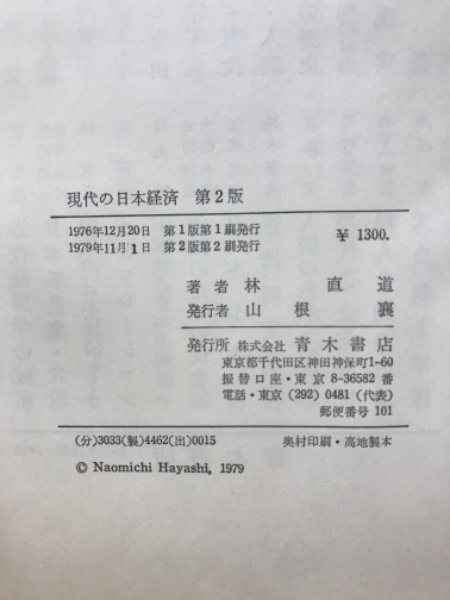 現代の日本経済 第2版
1976年12月20日 第1版第1刷発行
1979年11月1日 第2版第2刷発行
¥1300.
著者 林 直道
発行者 山根 襄
発行所 株式会社 青木書店
東京都千代田区神田神保町1-60
振替口座・東京8-36582番
電話・東京(292)0481(代表)
郵便番号 101
(分)3033(製)4462(出)0015 奥村印刷・高地製本
© Naomichi Hayashi, 1979